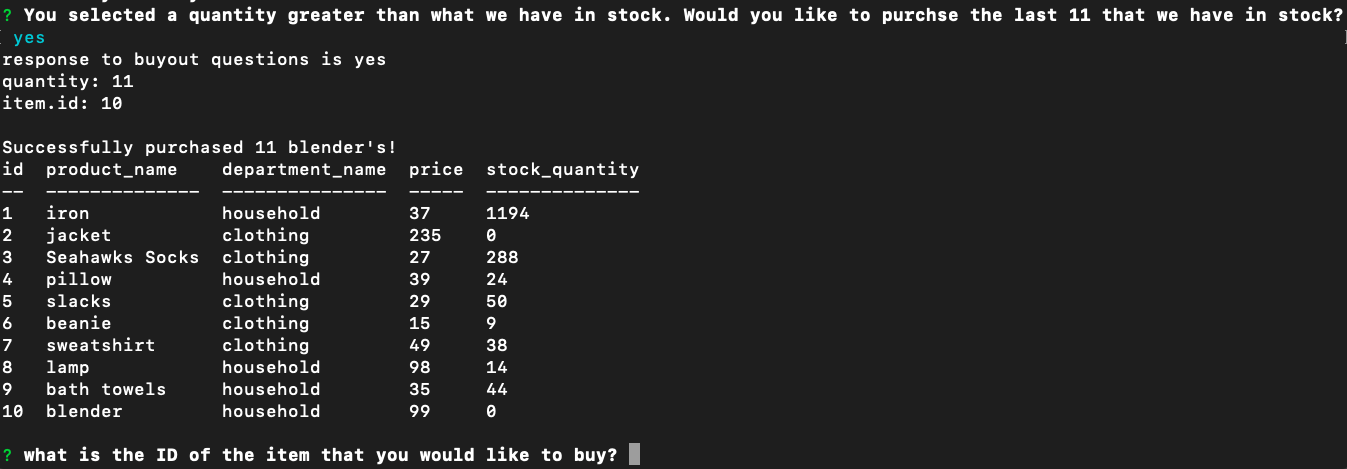 ? You selected a quantity greater than what we have in stock. Would you like to purchse the last 11 that we have in stock?
yes
response to buyout questions is yes
quantity: 11
item.id: 10
Successfully purchased 11 blender's!
id  product_name    department_name  price  stock_quantity
--  --------------  ---------------  -----  --------------
1   iron            household        37     1194
2   jacket          clothing         235    0
3   Seahawks Socks  clothing         27     288
4   pillow          household        39     24
5   slacks          clothing         29     50
6   beanie          clothing         15     9
7   sweatshirt      clothing         49     38
8   lamp            household        98     14
9   bath towels     household        35     44
10  blender         household        99     0
? what is the ID of the item that you would like to buy?